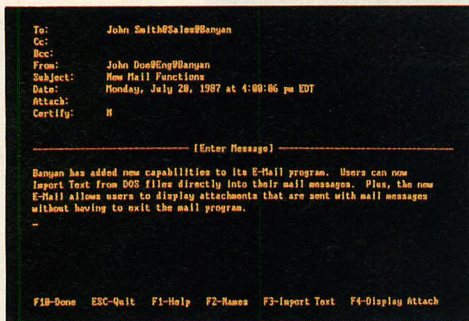 To: John Smith@Sales@Banyan
Cc:
Bcc:
From: John Doe@Eng@Banyan
Subject: New Mail Functions
Date: Monday, July 20, 1987 at 4:00:06 pm EDT
Attach:
Certify: N
[Enter Message]
Banyan has added new capabilities to its E-Mail program. Users can now
Import Text from DOS files directly into their mail messages. Plus, the new
E-Mail allows users to display attachments that are sent with mail messages
without having to exit the mail program.
F10-Done ESC-Quit F1-Help F2-Names F3-Import Text F4-Display Attach